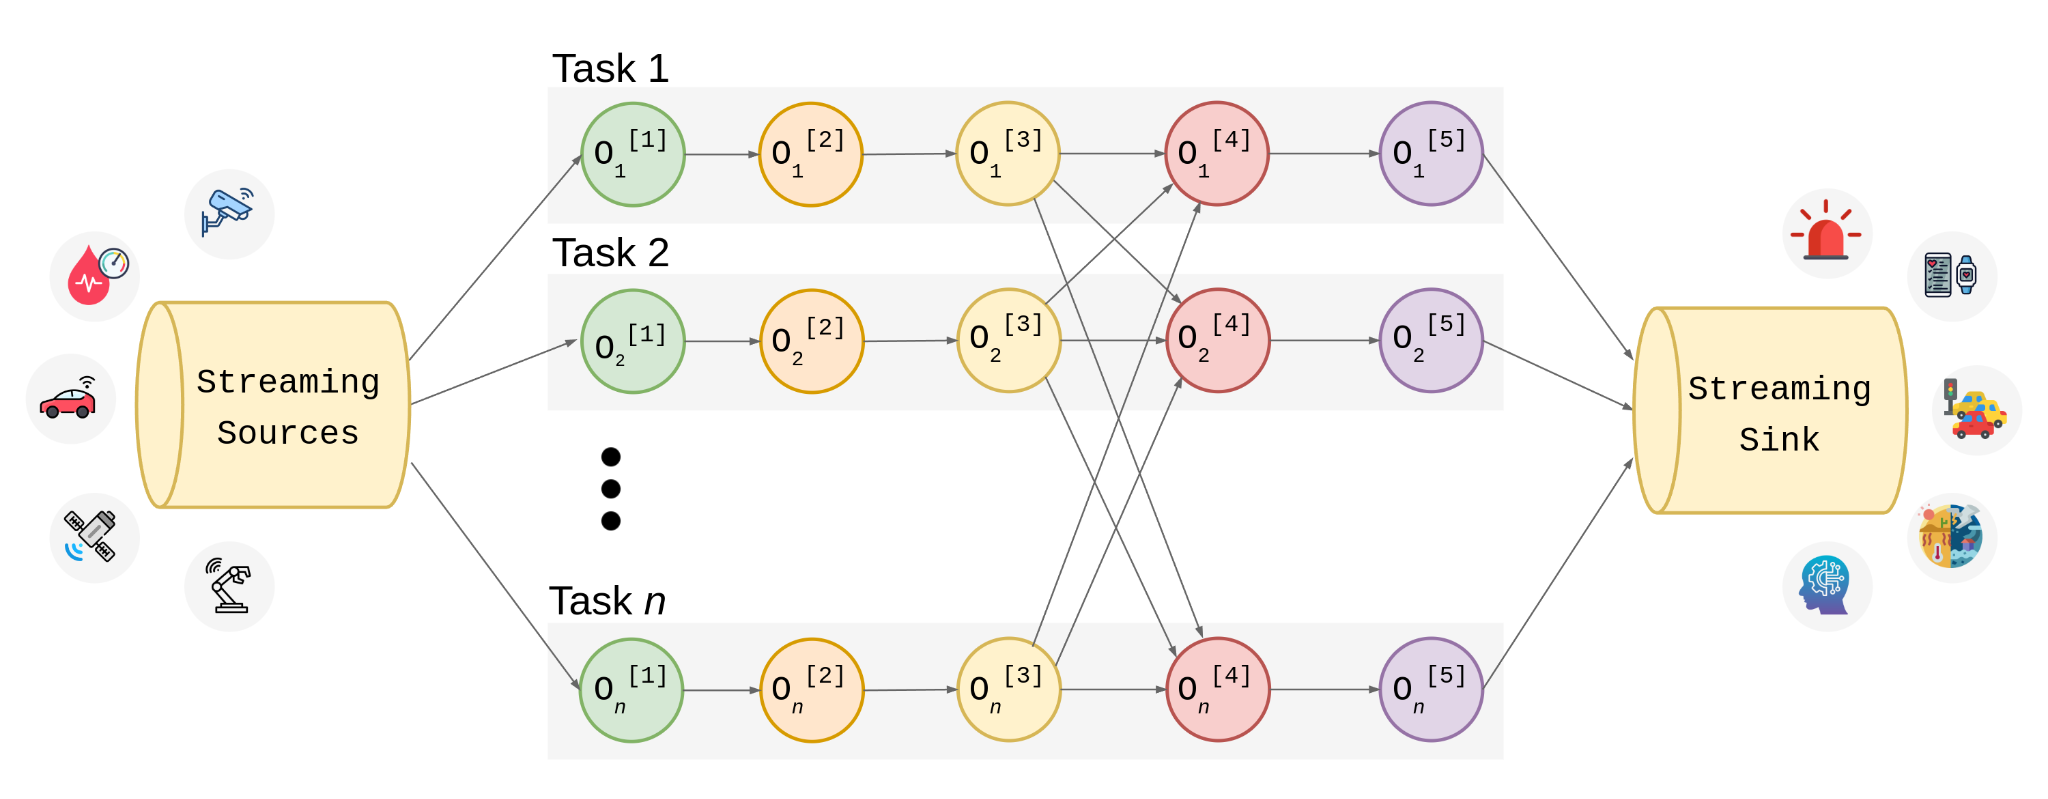 Task 1
O₁[1] O₁[2] O₁[3] O₁[4] O₁[5]
Task 2
O₂[1] O₂[2] O₂[3] O₂[4] O₂[5]
Streaming
Sources
Streaming
Sink
Task n
Oₙ[1] Oₙ[2] Oₙ[3] Oₙ[4] Oₙ[5]